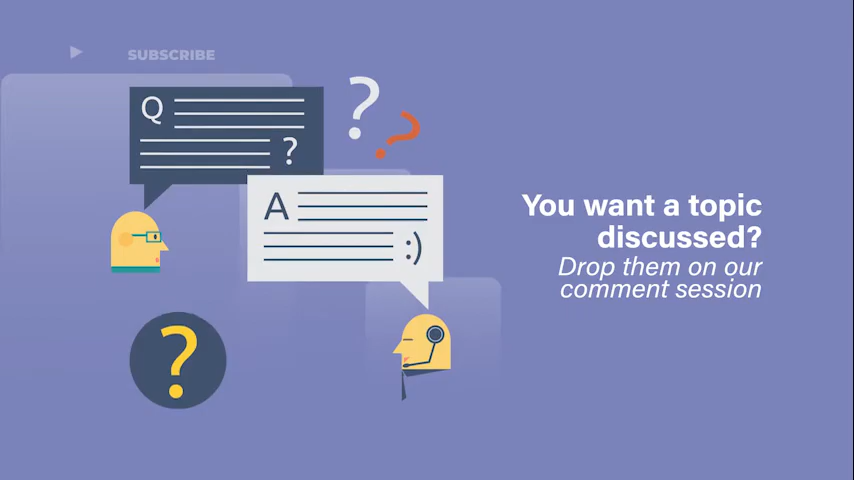 SUBSCRIBE
Q
?
? ?
A
:)
You want a topic
discussed?
Drop them on our
comment session
?